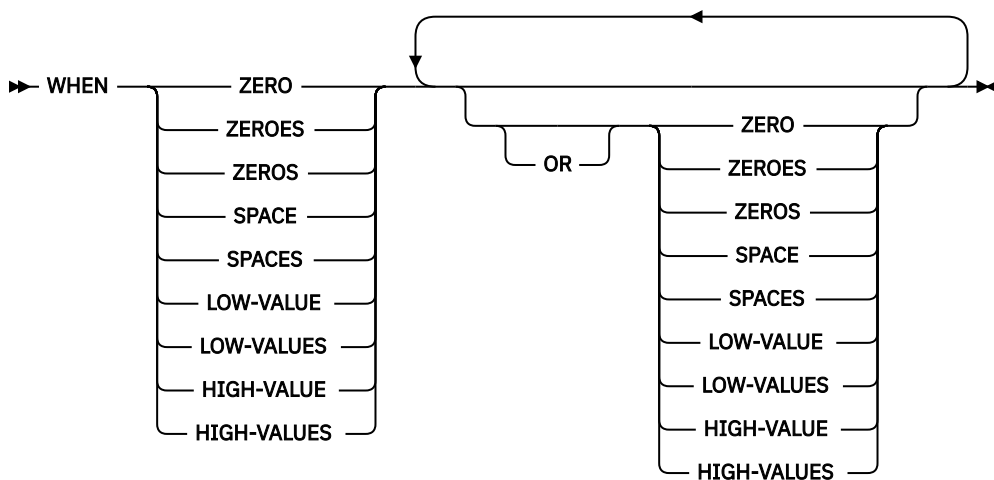 WHEN
ZERO
ZEROES
ZEROS
SPACE
SPACES
LOW-VALUE
LOW-VALUES
HIGH-VALUE
HIGH-VALUES
OR
ZERO
ZEROES
ZEROS
SPACE
SPACES
LOW-VALUE
LOW-VALUES
HIGH-VALUE
HIGH-VALUES